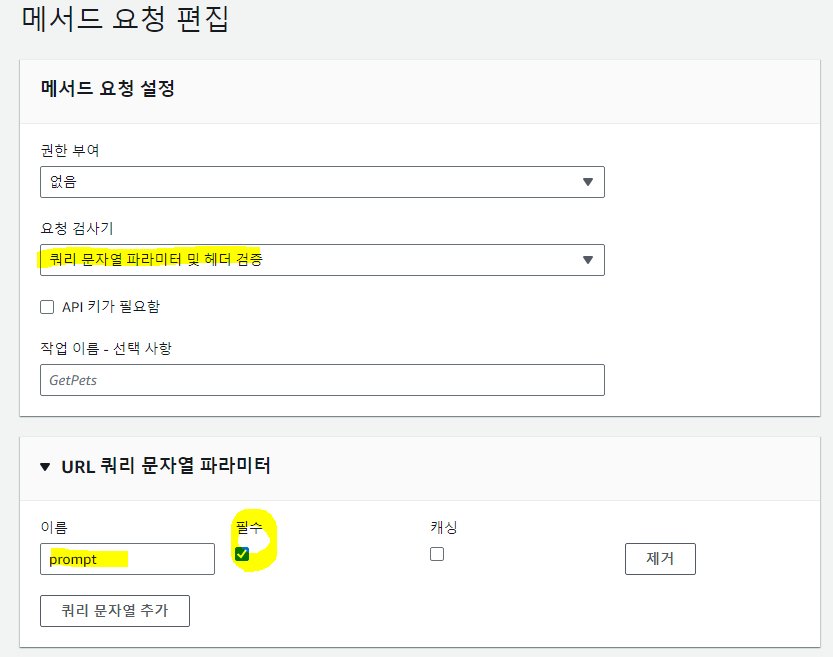 메서드 요청 편집
메서드 요청 설정
권한 부여
없음
요청 검사기
쿼리 문자열 파라미터 및 헤더 검증
API 키가 필요함
작업 이름 - 선택 사항
GetPets
URL 쿼리 문자열 파라미터
이름 필수 캐싱
prompt 제거
쿼리 문자열 추가